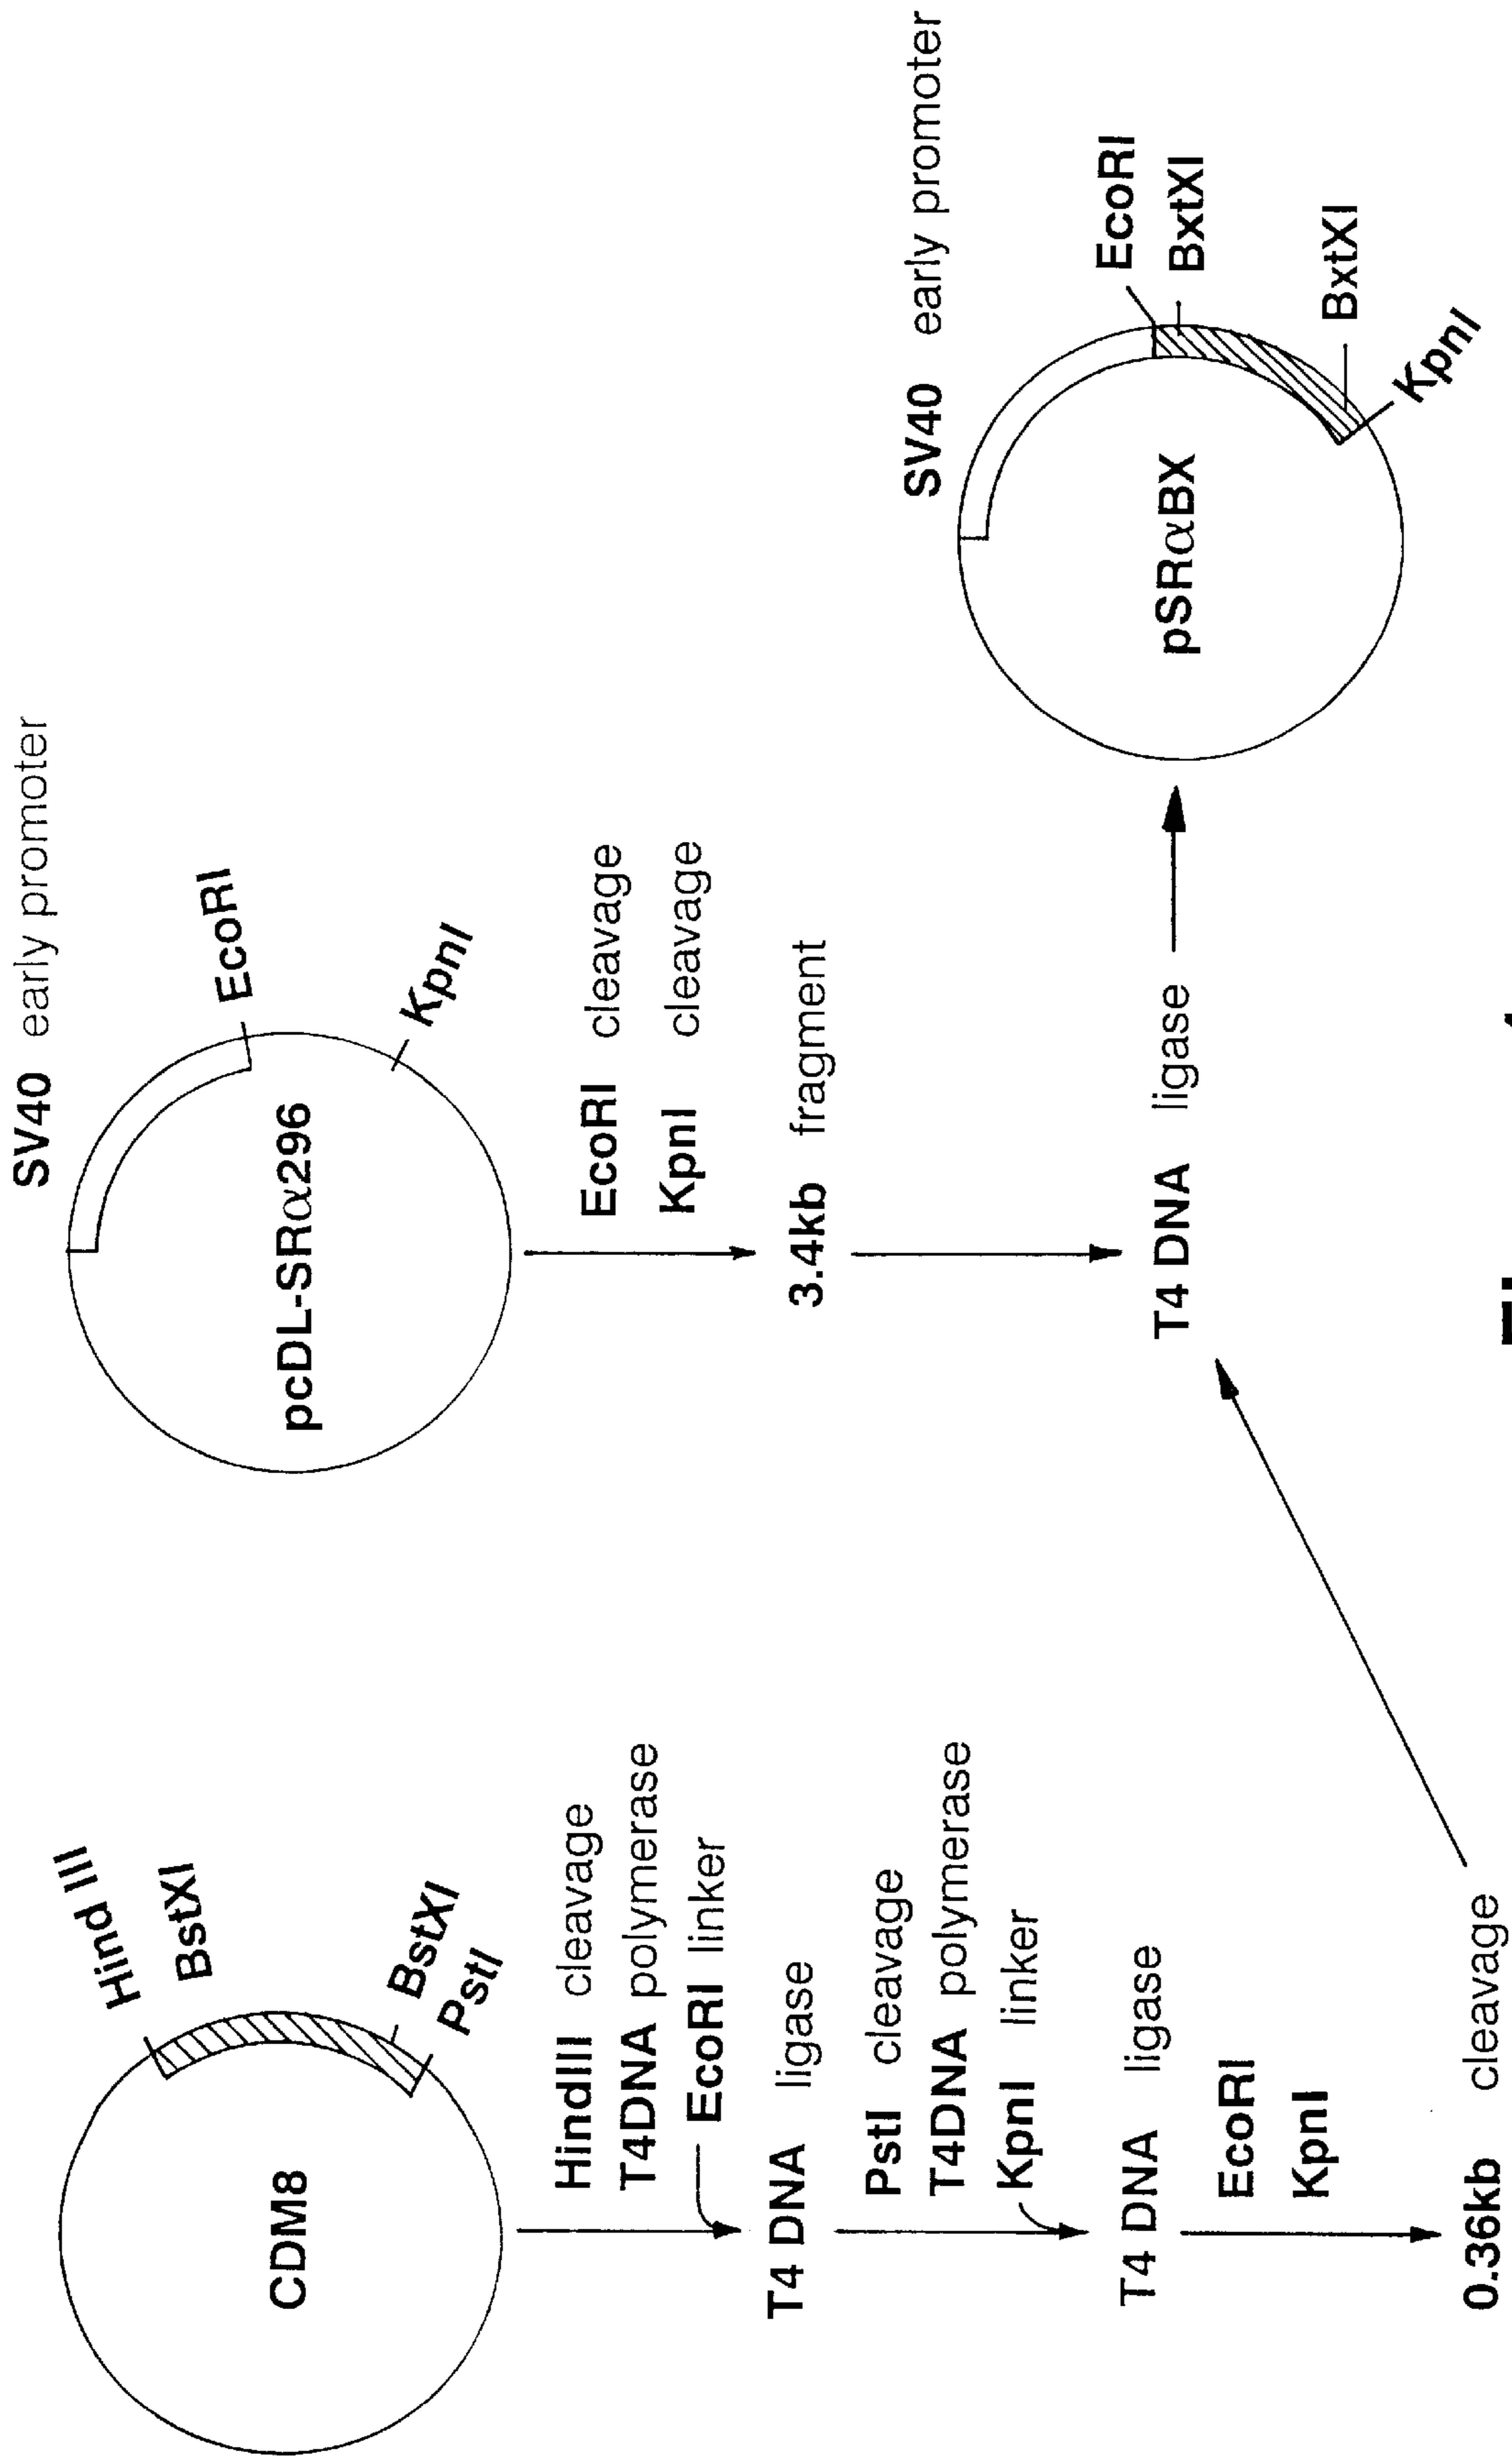 CDM8
Hind III
BstXI
BstXI
PstI
HindIII cleavage
T4DNA polymerase
EcoRI linker
T4 DNA ligase
PstI cleavage
T4DNA polymerase
KpnI linker
T4 DNA ligase
EcoRI
KpnI
0.36kb cleavage
SV40 early promoter
pcDL-SRα296
EcoRI
KpnI
EcoRI cleavage
KpnI cleavage
3.4kb fragment
T4 DNA ligase
SV40 early promoter
pSRαBX
EcoRI
BxtXI
BxtXI
KpnI